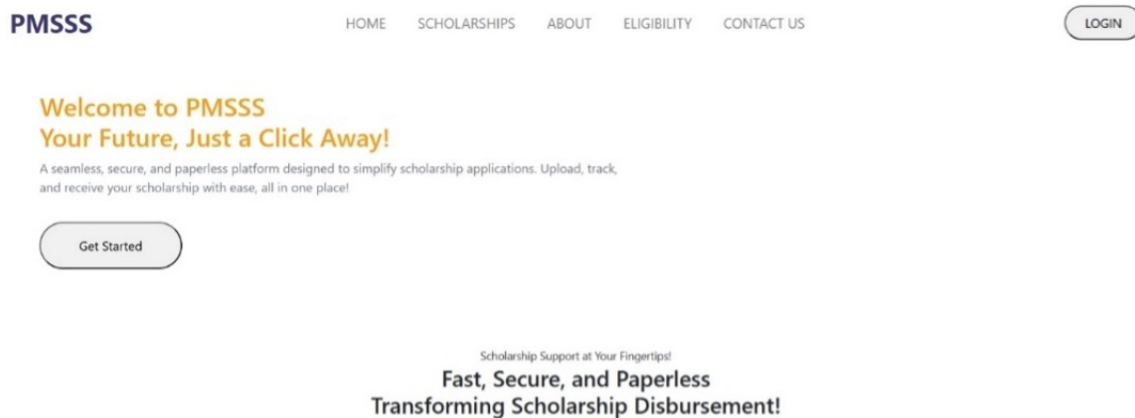 PMSSS
HOME SCHOLARSHIPS ABOUT ELIGIBILITY CONTACT US
LOGIN
Welcome to PMSSS
Your Future, Just a Click Away!
A seamless, secure, and paperless platform designed to simplify scholarship applications. Upload, track,
and receive your scholarship with ease, all in one place!
Get Started
Scholarship Support at Your Fingertips!
Fast, Secure, and Paperless
Transforming Scholarship Disbursement!